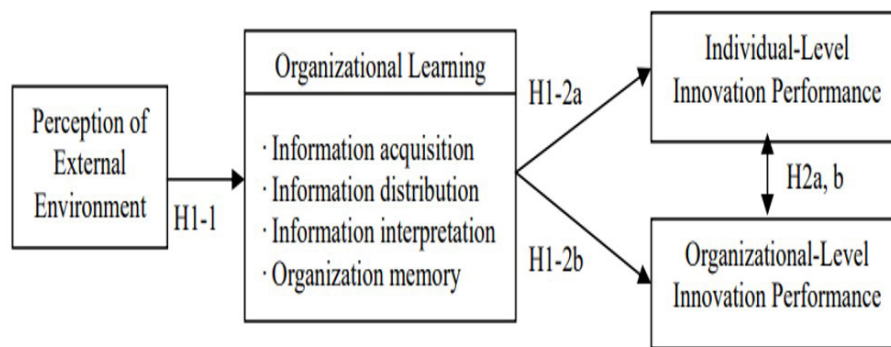 Perception of
External
Environment
H1-1
Organizational Learning
· Information acquisition
· Information distribution
· Information interpretation
· Organization memory
H1-2a
H1-2b
Individual-Level
Innovation Performance
H2a, b
Organizational-Level
Innovation Performance